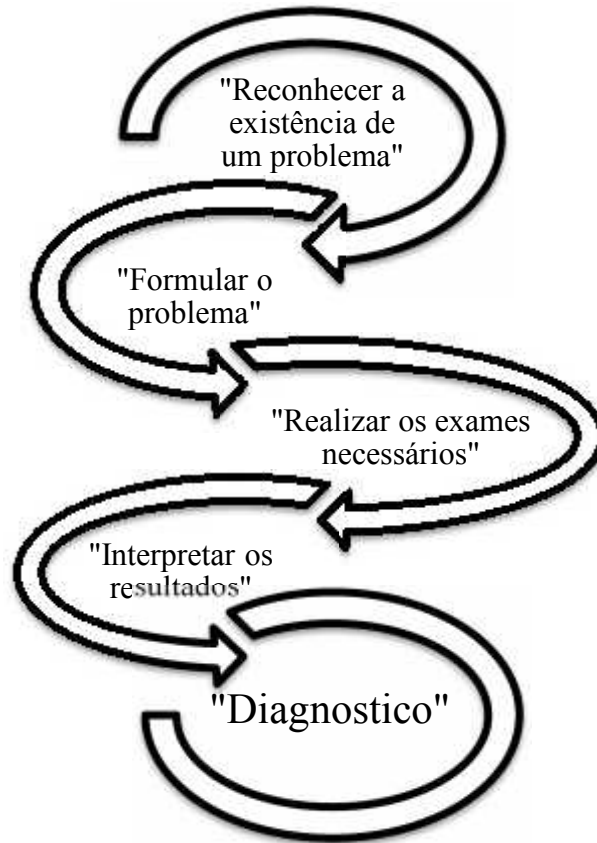 "Reconhecer a
existência de
um problema"
"Formular o
problema"
"Realizar os exames
necessários"
"Interpretar os
resultados"
"Diagnostico"